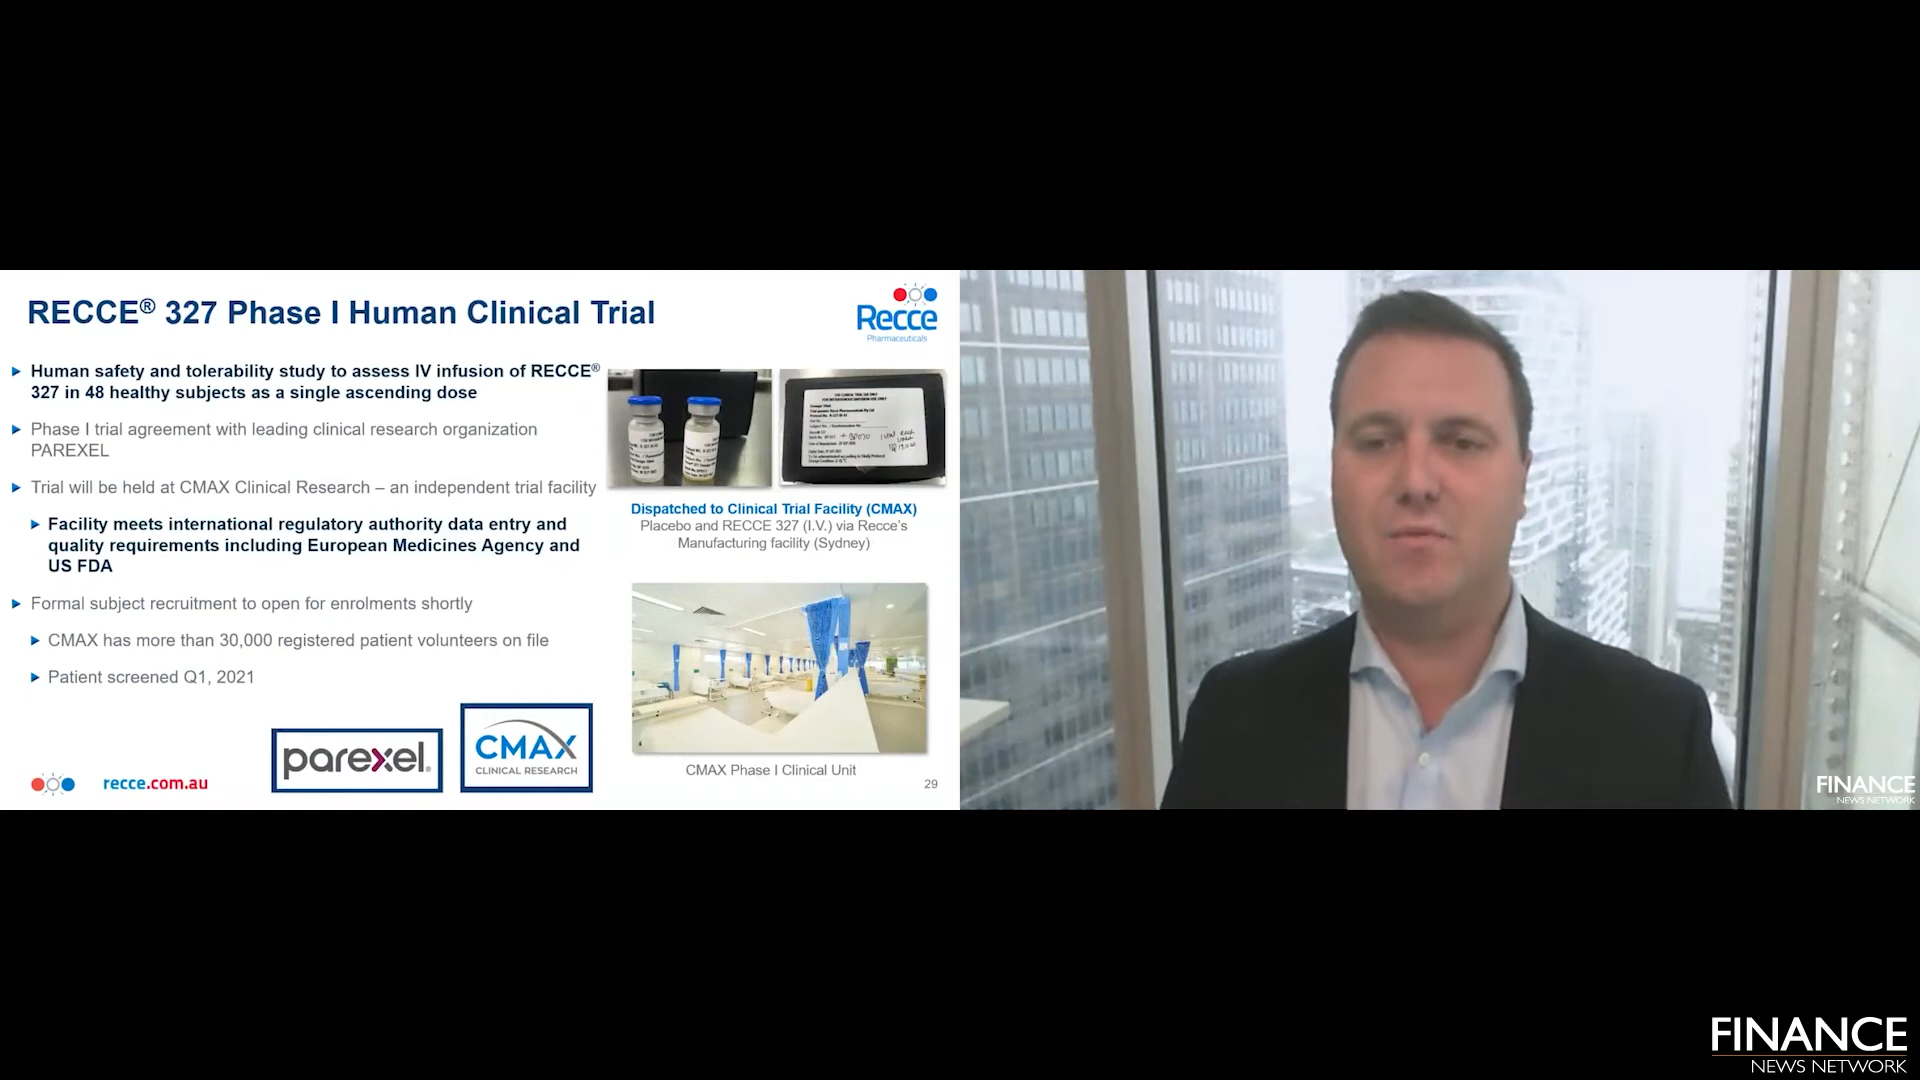 RECCE® 327 Phase I Human Clinical Trial
Recce
Pharmaceuticals
Human safety and tolerability study to assess IV infusion of RECCE®
327 in 48 healthy subjects as a single ascending dose
Phase I trial agreement with leading clinical research organization
PAREXEL
Trial will be held at CMAX Clinical Research – an independent trial facility
Facility meets international regulatory authority data entry and
quality requirements including European Medicines Agency and
US FDA
Formal subject recruitment to open for enrolments shortly
CMAX has more than 30,000 registered patient volunteers on file
Patient screened Q1, 2021
Dispatched to Clinical Trial Facility (CMAX)
Placebo and RECCE 327 (I.V.) via Recce's
Manufacturing facility (Sydney)
CMAX Phase I Clinical Unit
parexel®
CMAX
CLINICAL RESEARCH
recce.com.au
29
FINANCE
NEWS NETWORK
FINANCE
NEWS NETWORK